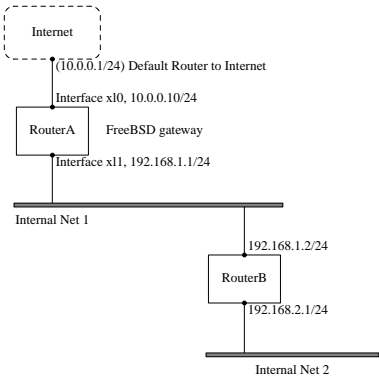 Internet
(10.0.0.1/24) Default Router to Internet
Interface xl0, 10.0.0.10/24
RouterA
FreeBSD gateway
Interface xl1, 192.168.1.1/24
Internal Net 1
192.168.1.2/24
RouterB
192.168.2.1/24
Internal Net 2